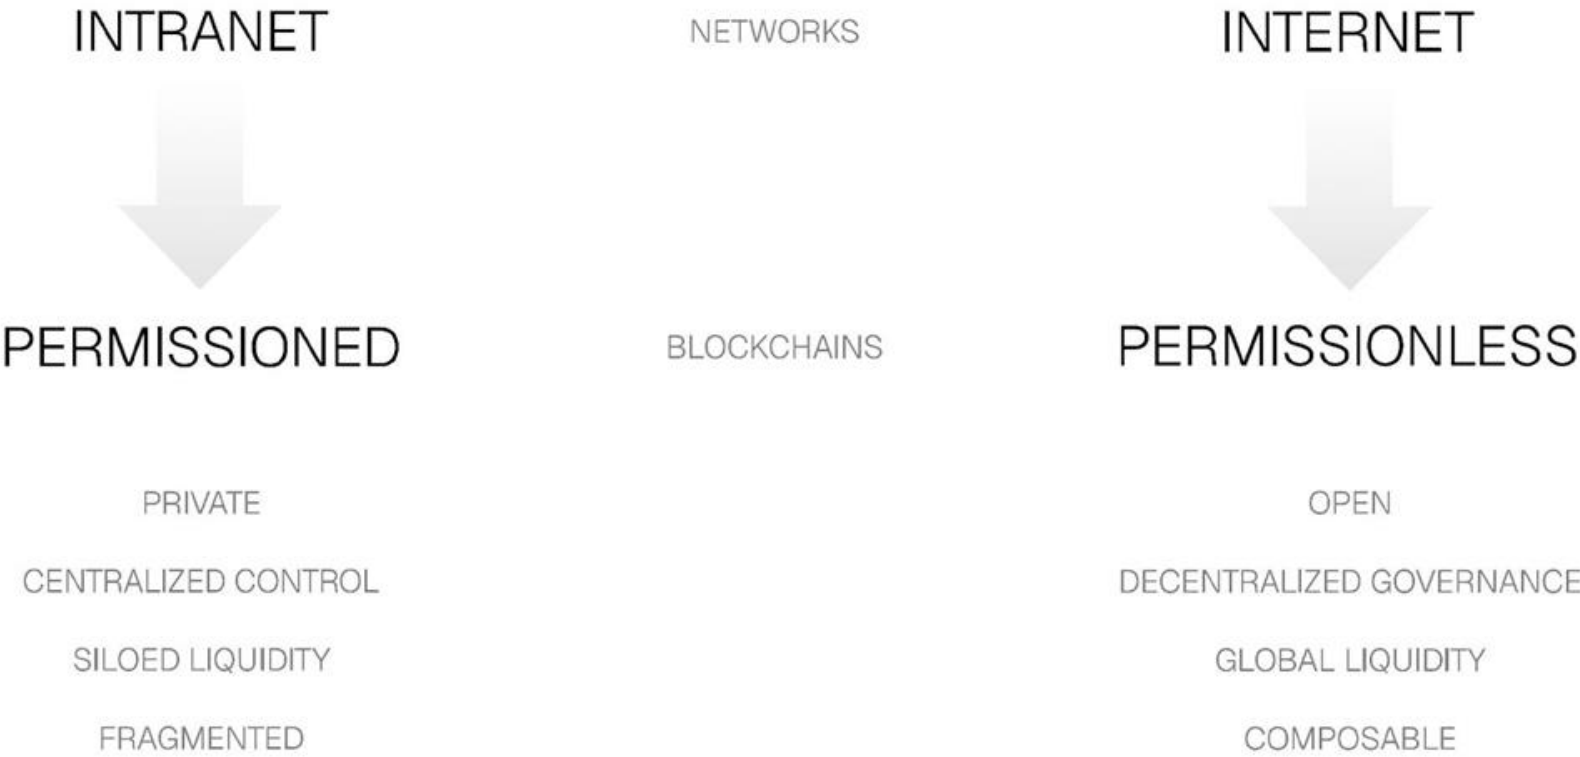 INTRANET NETWORKS INTERNET
PERMISSIONED BLOCKCHAINS PERMISSIONLESS
PRIVATE OPEN
CENTRALIZED CONTROL DECENTRALIZED GOVERNANCE
SILOED LIQUIDITY GLOBAL LIQUIDITY
FRAGMENTED COMPOSABLE